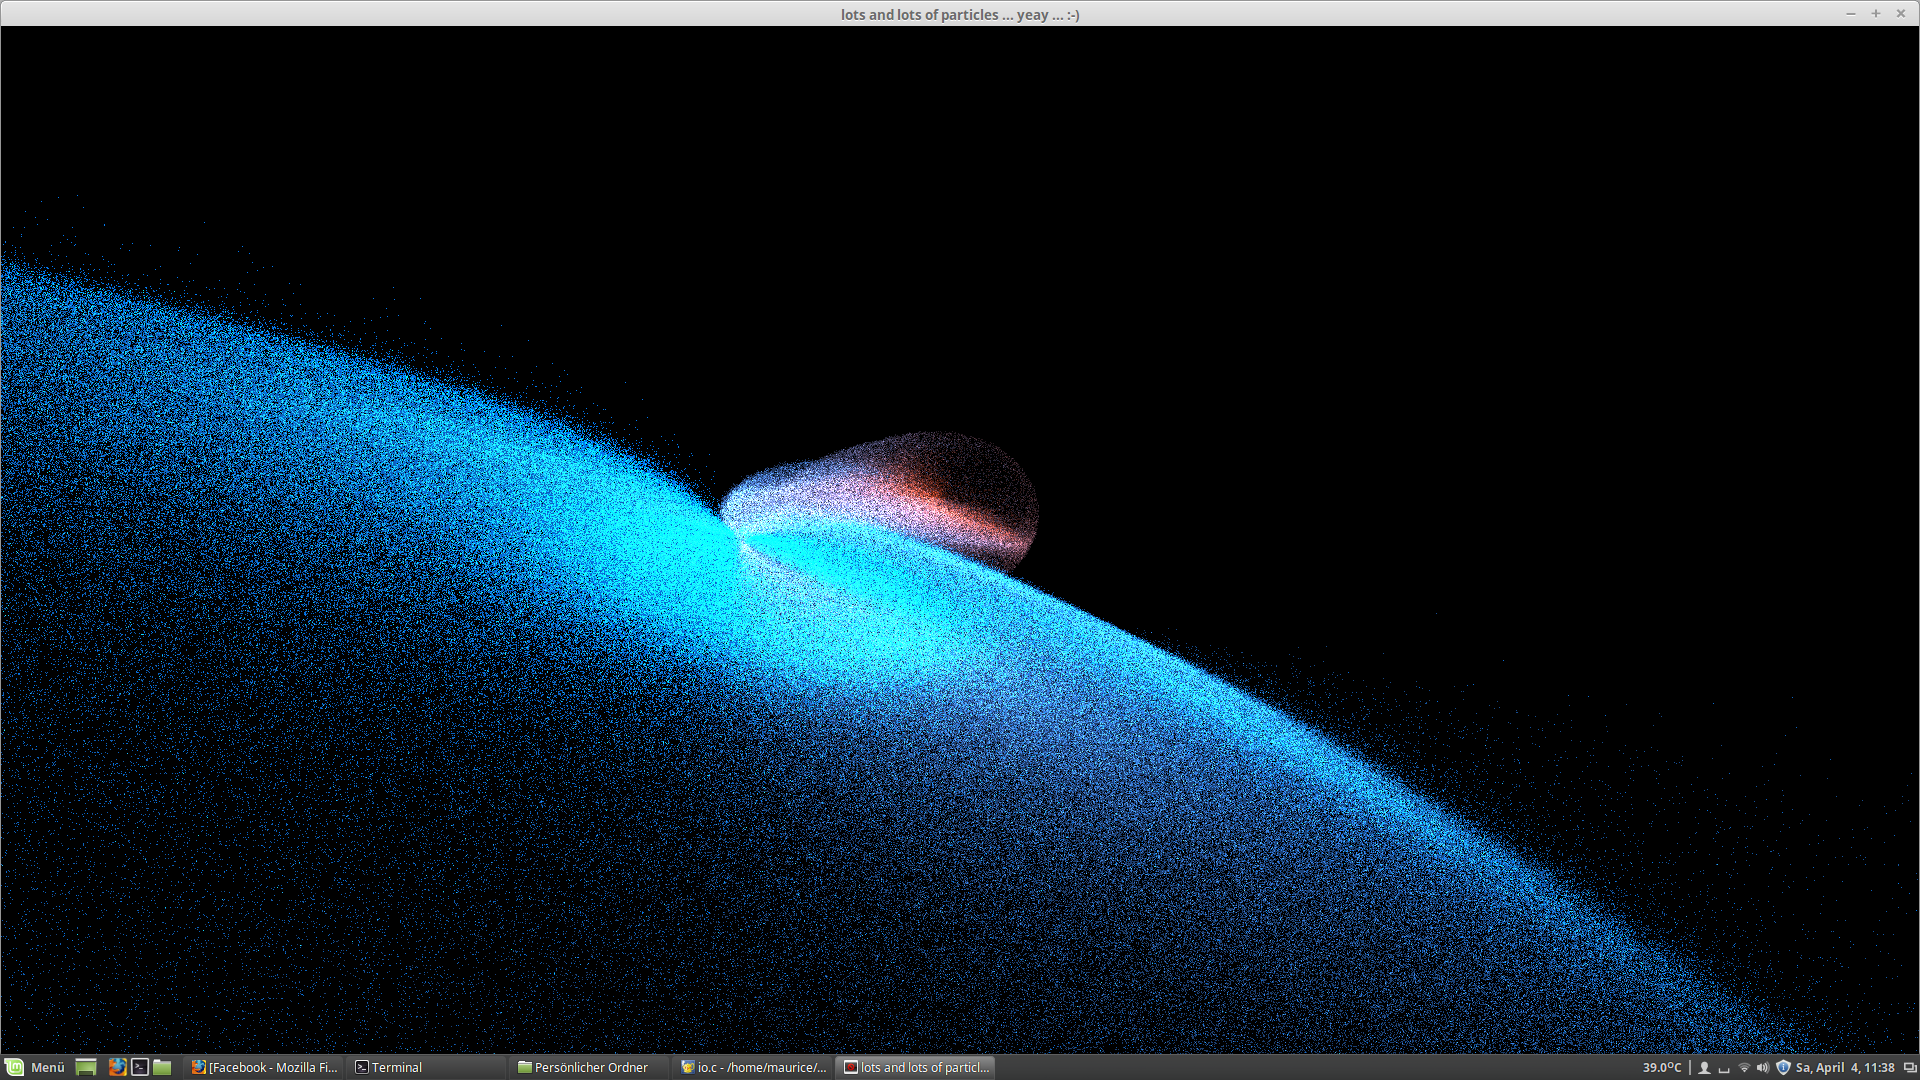 lots and lots of particles ... yeay ... :-)
Menü
[Facebook - Mozilla Fi...
Terminal
Persönlicher Ordner
io.c - /home/maurice/...
lots and lots of particl...
39.0°C
Sa, April 4, 11:38